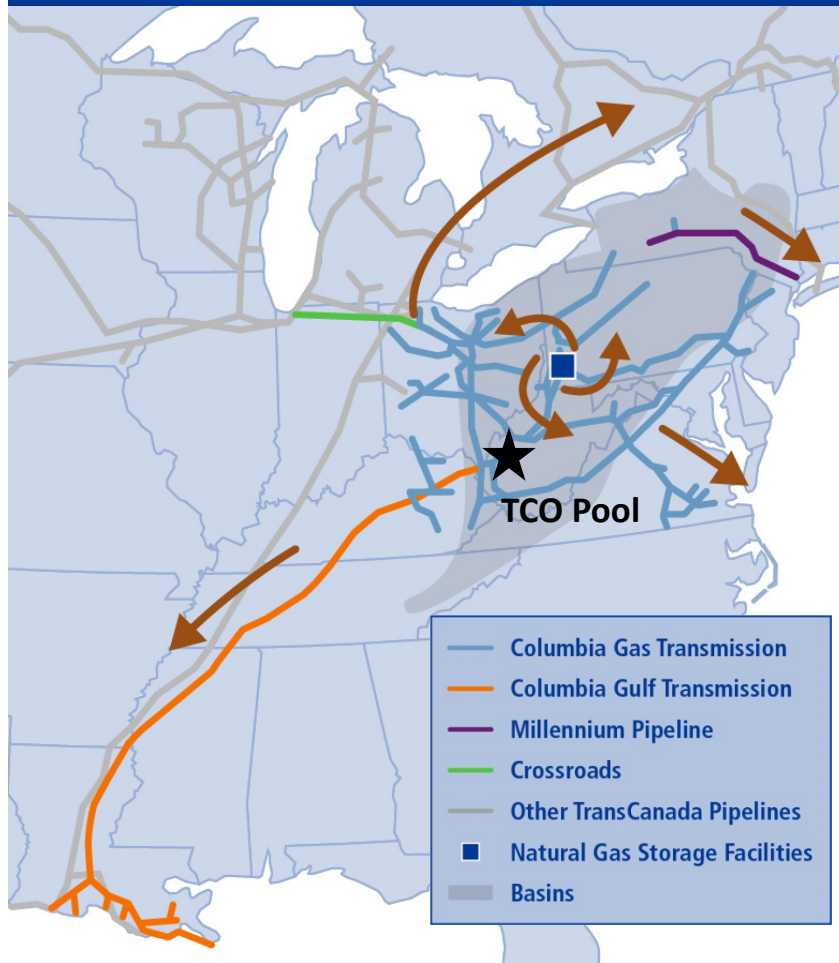 TCO Pool
Columbia Gas Transmission
Columbia Gulf Transmission
Millennium Pipeline
Crossroads
Other TransCanada Pipelines
Natural Gas Storage Facilities
Basins